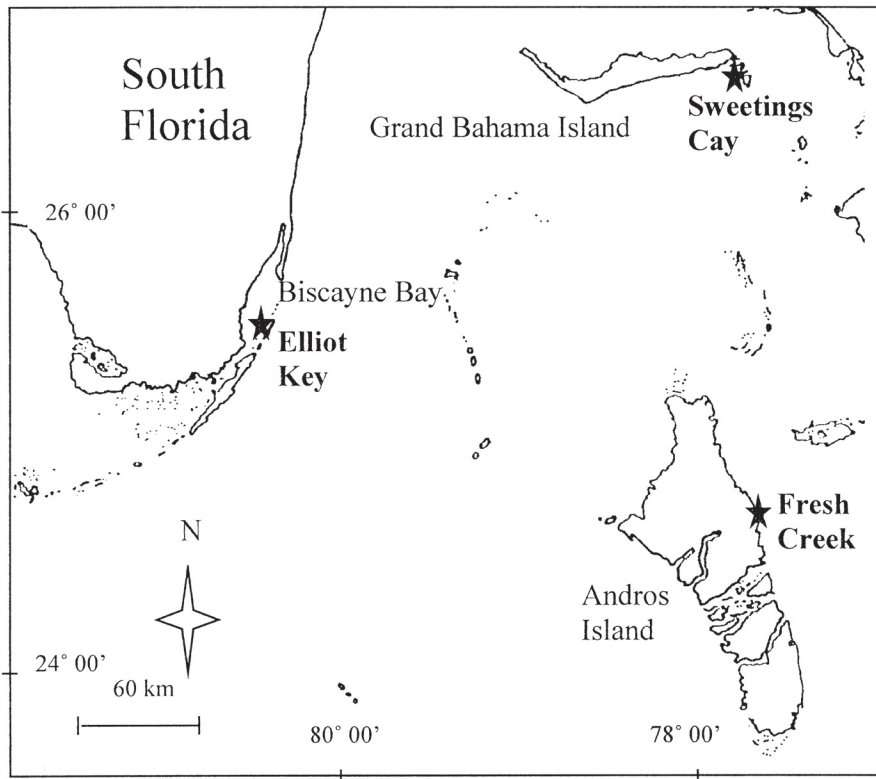 South
Florida
Grand Bahama Island
Sweetings
Cay
26° 00’
Biscayne Bay
Elliot
Key
Fresh
Creek
N
Andros
Island
24° 00’
60 km
80° 00’
78° 00’